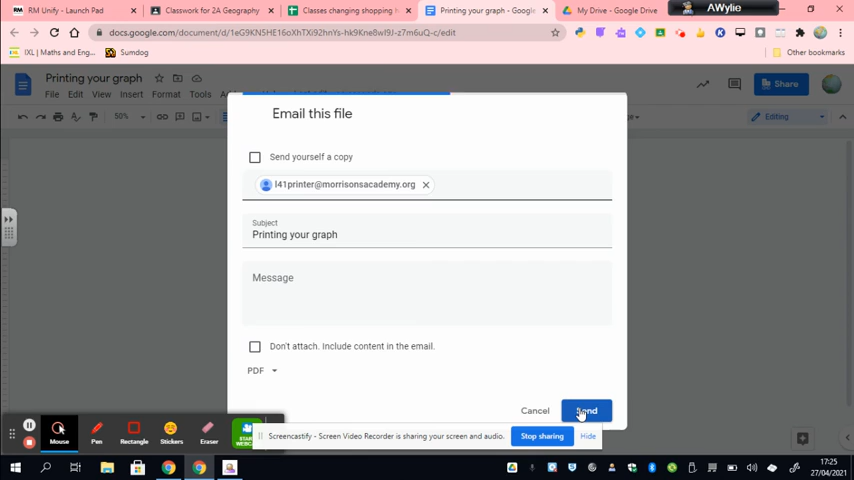 RM Unify - Launch Pad
Classwork for 2A Geography
Classes changing shopping
Printing your graph - Google
My Drive - Google Drive
AWylie
docs.google.com/document/d/1eG9KN5HE16oXhTXi92hnYs-hk9Kne8wf9J-z7m6uQ-c/edit
IXL | Maths and Eng...
Sumdog
Other bookmarks
Printing your graph
File Edit View Insert Format Tools
Share
50%
Editing
Email this file
Send yourself a copy
l41printer@morrisonsacademy.org
Subject
Printing your graph
Message
Don't attach. Include content in the email.
PDF
Cancel
Send
Mouse
Pen
Rectangle
Stickers
Eraser
Screencastify - Screen Video Recorder is sharing your screen and audio.
Stop sharing
Hide
17:25
27/04/2021